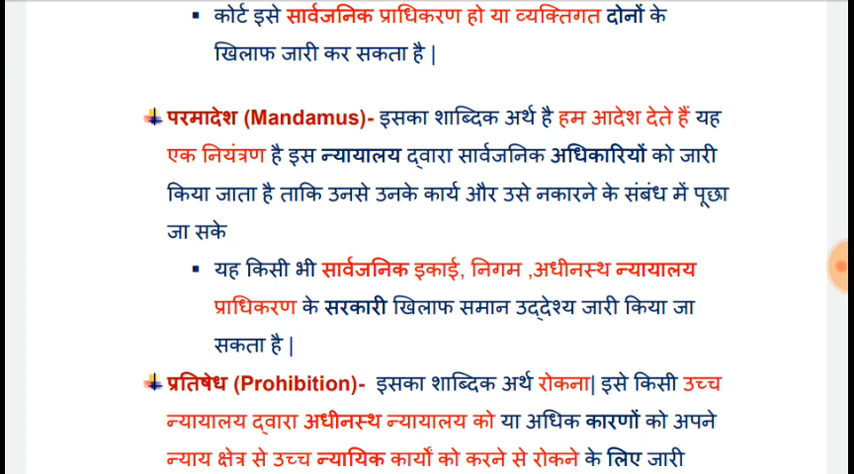 ▪ कोर्ट इसे सार्वजनिक प्राधिकरण हो या व्यक्तिगत दोनों के
खिलाफ जारी कर सकता है |
परमादेश (Mandamus)- इसका शाब्दिक अर्थ है हम आदेश देते हैं यह
एक नियंत्रण है इस न्यायालय द्वारा सार्वजनिक अधिकारियों को जारी
किया जाता है ताकि उनसे उनके कार्य और उसे नकारने के संबंध में पूछा
जा सके
▪ यह किसी भी सार्वजनिक इकाई, निगम ,अधीनस्थ न्यायालय
प्राधिकरण के सरकारी खिलाफ समान उद्देश्य जारी किया जा
सकता है |
प्रतिषेध (Prohibition)- इसका शाब्दिक अर्थ रोकना| इसे किसी उच्च
न्यायालय द्वारा अधीनस्थ न्यायालय को या अधिक कारणों को अपने
न्याय क्षेत्र से उच्च न्यायिक कार्यों को करने से रोकने के लिए जारी